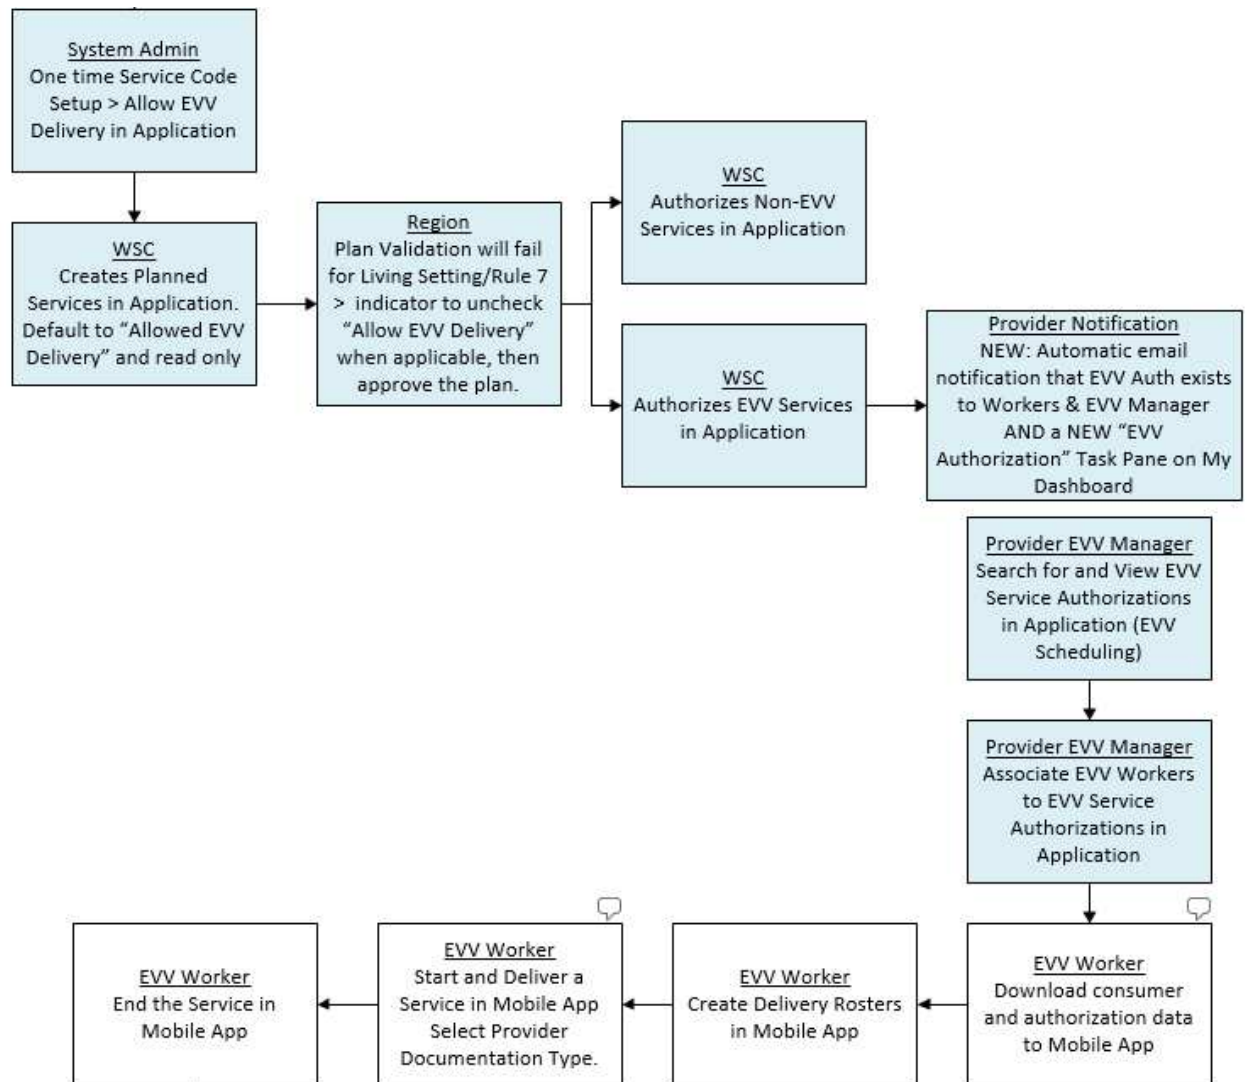 System Admin
One time Service Code
Setup > Allow EVV
Delivery in Application
WSC
Creates Planned
Services in Application.
Default to “Allowed EVV
Delivery” and read only
Region
Plan Validation will fail
for Living Setting/Rule 7
> indicator to uncheck
“Allow EVV Delivery”
when applicable, then
approve the plan.
WSC
Authorizes Non-EVV
Services in Application
WSC
Authorizes EVV Services
in Application
Provider Notification
NEW: Automatic email
notification that EVV Auth exists
to Workers & EVV Manager
AND a NEW “EVV
Authorization” Task Pane on My
Dashboard
Provider EVV Manager
Search for and View EVV
Service Authorizations
in Application (EVV
Scheduling)
Provider EVV Manager
Associate EVV Workers
to EVV Service
Authorizations in
Application
EVV Worker
Download consumer
and authorization data
to Mobile App
EVV Worker
Create Delivery Rosters
in Mobile App
EVV Worker
Start and Deliver a
Service in Mobile App
Select Provider
Documentation Type.
EVV Worker
End the Service in
Mobile App